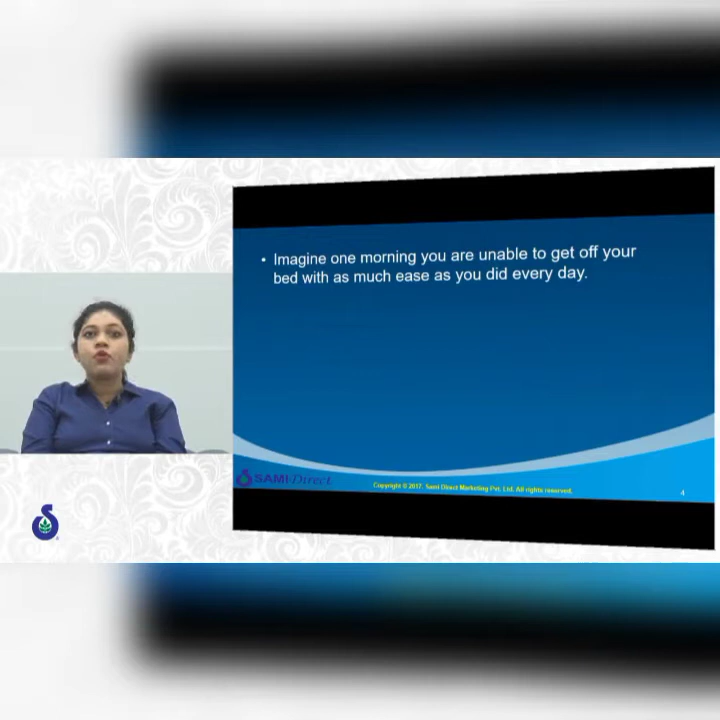 • Imagine one morning you are unable to get off your
bed with as much ease as you did every day.
SAMI Direct
Copyright © 2017. Sami Direct Marketing Pvt. Ltd. All rights reserved.
4